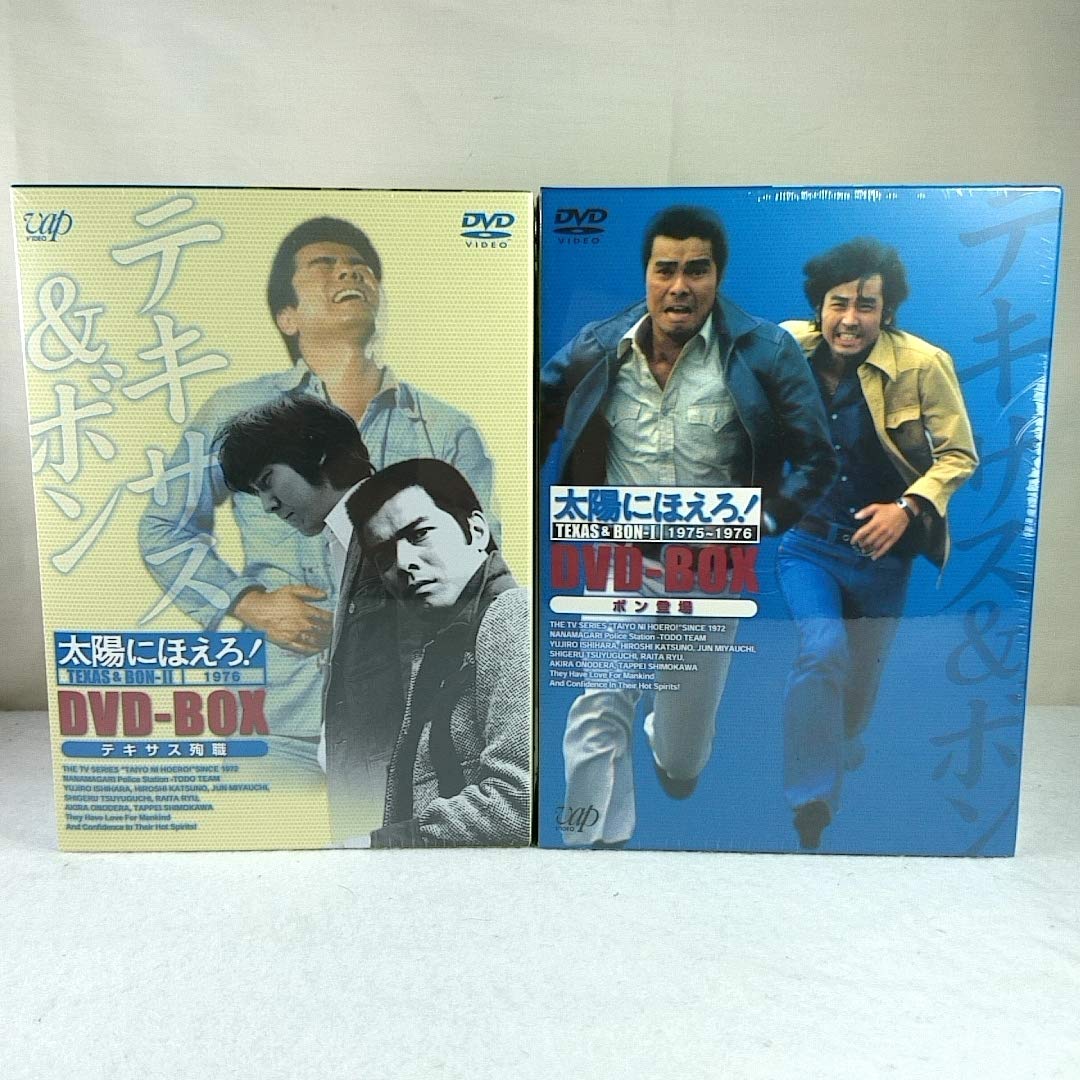 vap
VIDEO
DVD
VIDEO
テキサス
&ボン
太陽にほえろ!
TEXAS & BON-II 1976
DVD-BOX
テキサス殉職
THE TV SERIES "TAIYO NI HOERO!" SINCE 1972
NANAMAGARI Police Station -TODO TEAM
YUJIRO ISHIHARA, HIROSHI KATSUNO, JUN MIYAUCHI,
SHIGERU TSUYUGUCHI, RAITA RYU,
AKIRA ONODERA, TAPPEI SHIMOKAWA
They Have Love For Mankind
And Confidence In Their Hot Spirits!
DVD
VIDEO
テキサス&ボン
太陽にほえろ!
TEXAS & BON-I 1975~1976
DVD-BOX
ボン登場
THE TV SERIES "TAIYO NI HOERO!" SINCE 1972
NANAMAGARI Police Station -TODO TEAM
YUJIRO ISHIHARA, HIROSHI KATSUNO, JUN MIYAUCHI,
SHIGERU TSUYUGUCHI, RAITA RYU,
AKIRA ONODERA, TAPPEI SHIMOKAWA
They Have Love For Mankind
And Confidence In Their Hot Spirits!
vap
VIDEO